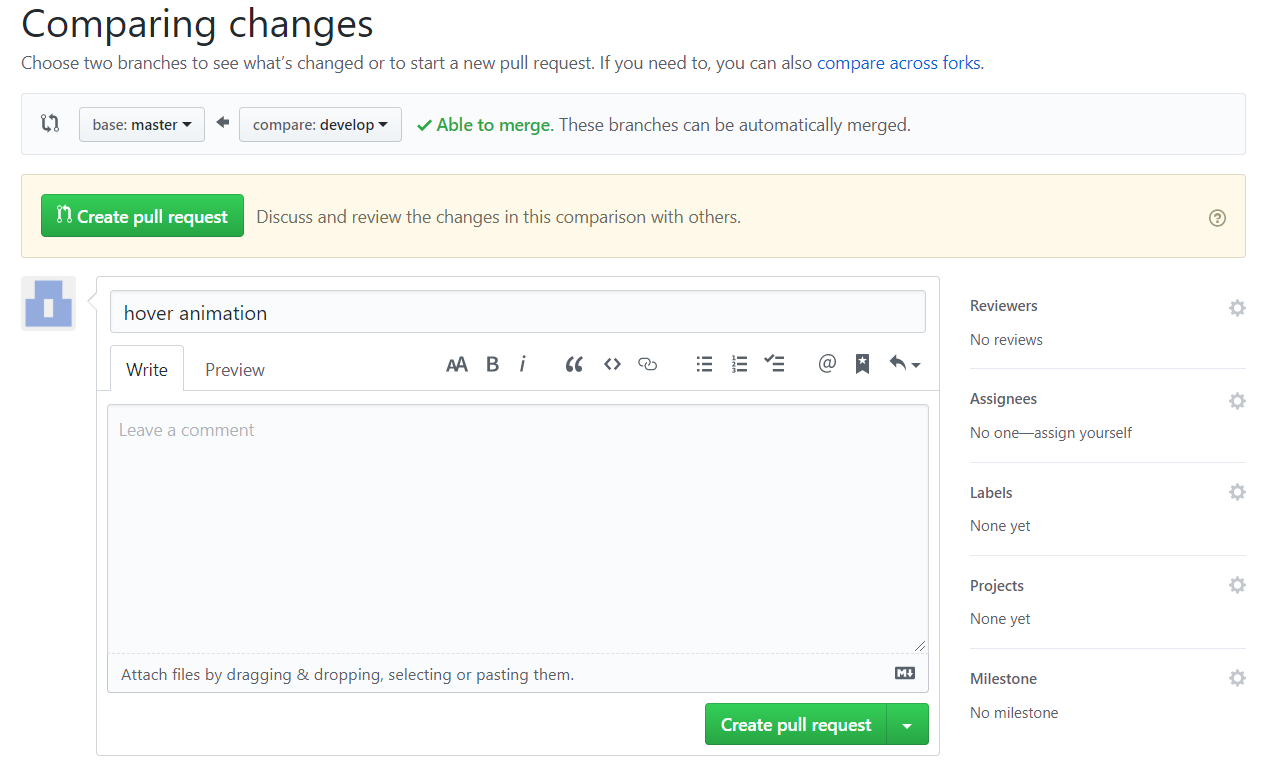 Comparing changes
Choose two branches to see what’s changed or to start a new pull request. If you need to, you can also compare across forks.
base: master compare: develop Able to merge. These branches can be automatically merged.
Create pull request Discuss and review the changes in this comparison with others.
hover animation
Write Preview AA B i @
Leave a comment
Attach files by dragging & dropping, selecting or pasting them.
Create pull request
Reviewers
No reviews
Assignees
No one—assign yourself
Labels
None yet
Projects
None yet
Milestone
No milestone